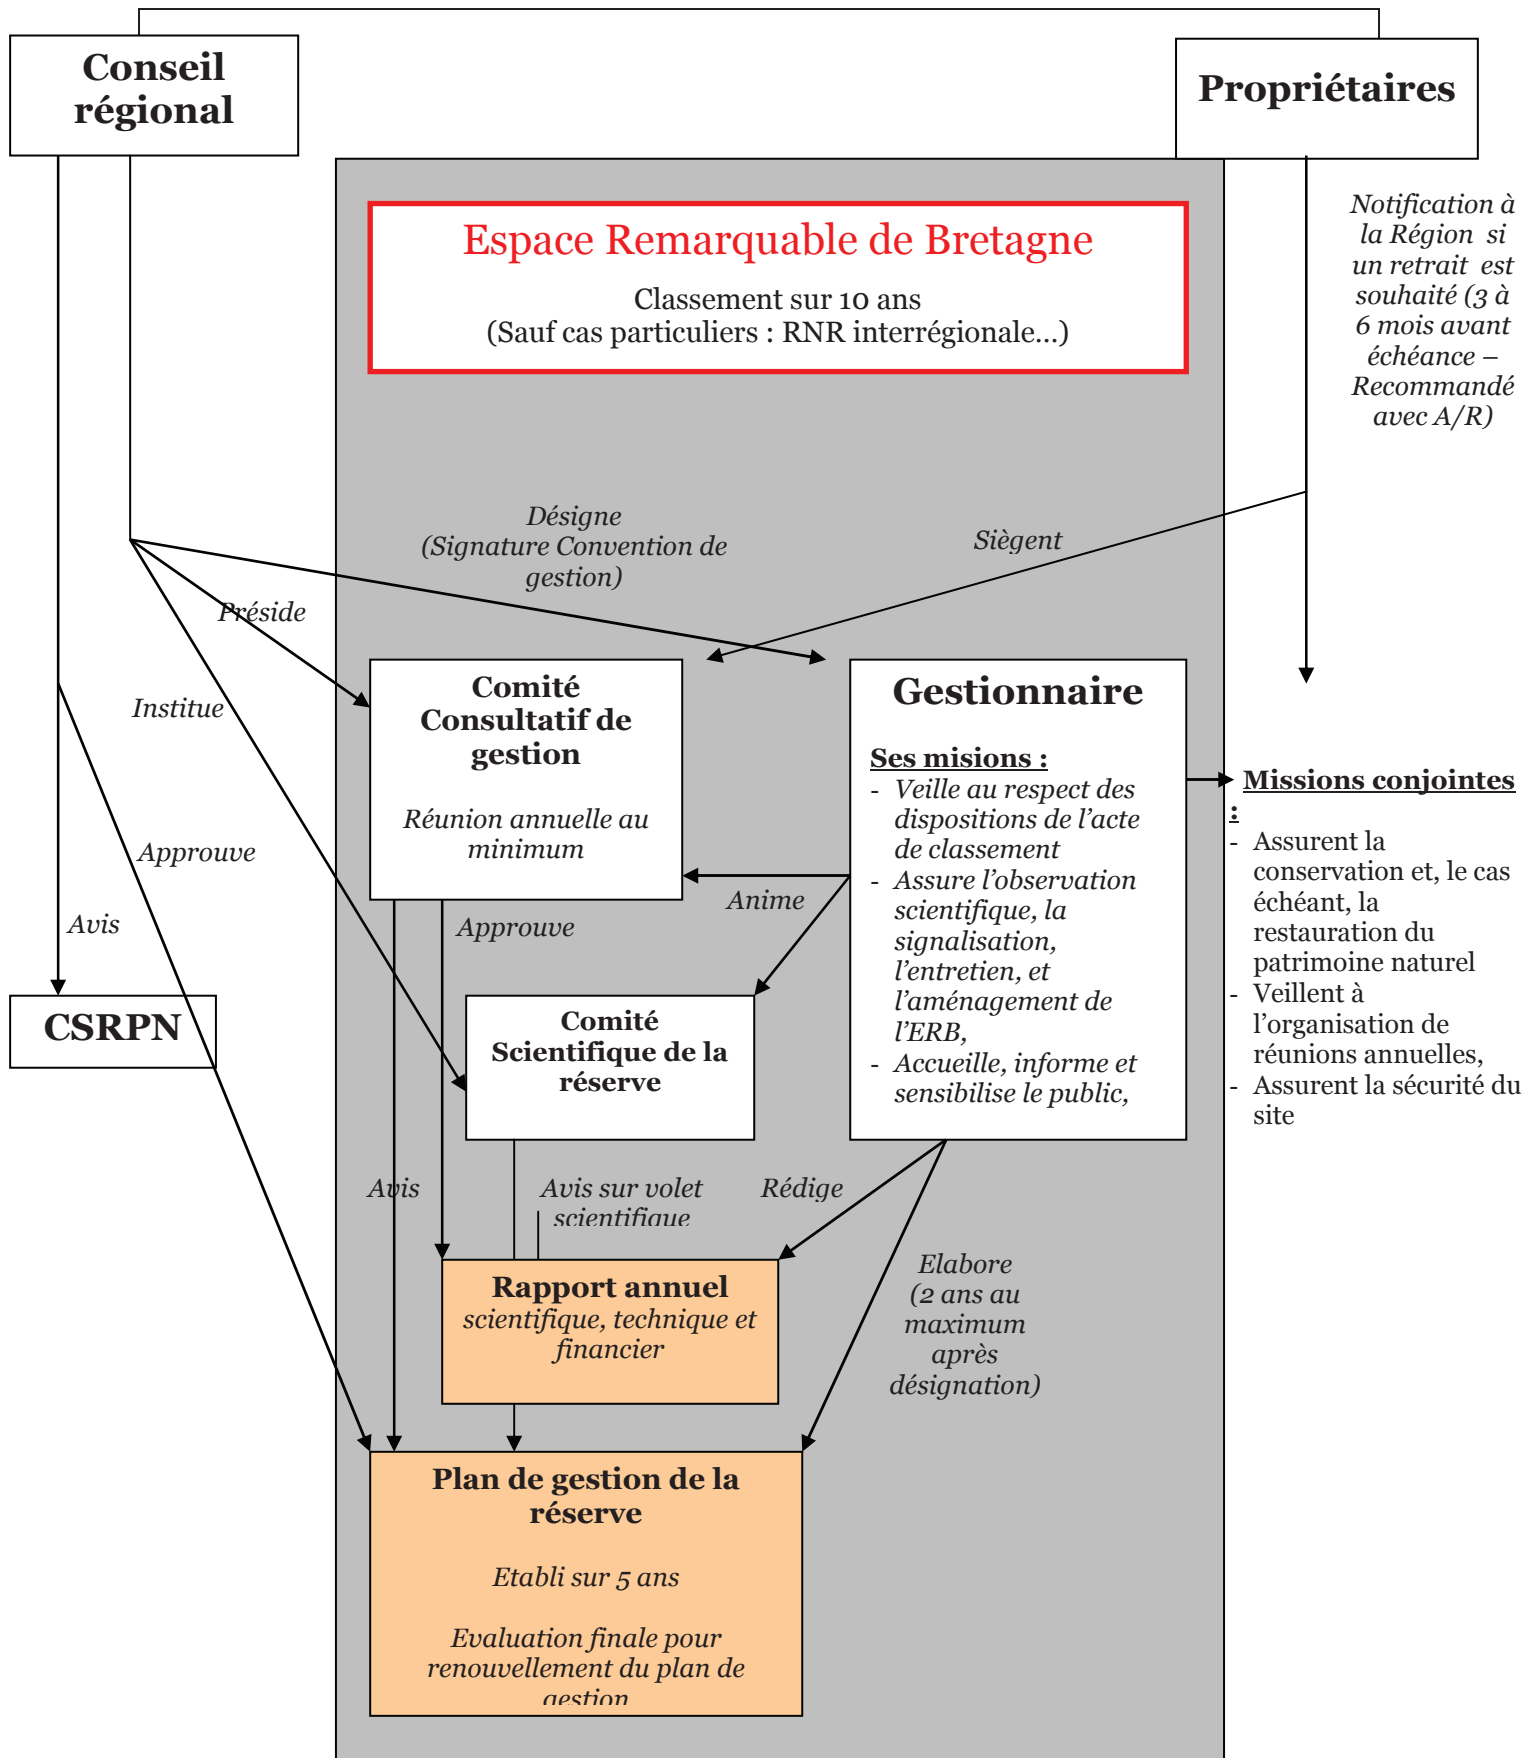 Conseil
régional
Propriétaires
Notification à
la Région si
un retrait est
souhaité (3 à
6 mois avant
échéance –
Recommandé
avec A/R)
Espace Remarquable de Bretagne
Classement sur 10 ans
(Sauf cas particuliers : RNR interrégionale…)
Désigne
(Signature Convention de
gestion)
Siègent
Préside
Institue
Approuve
Avis
CSRPN
Comité
Consultatif de
gestion
Réunion annuelle au
minimum
Gestionnaire
Ses misions :
- Veille au respect des
dispositions de l’acte
de classement
- Assure l’observation
scientifique, la
signalisation,
l’entretien, et
l’aménagement de
l’ERB,
- Accueille, informe et
sensibilise le public,
Missions conjointes
:
- Assurent la
conservation et, le cas
échéant, la
restauration du
patrimoine naturel
- Veillent à
l’organisation de
réunions annuelles,
- Assurent la sécurité du
site
Anime
Approuve
Comité
Scientifique de la
réserve
Avis
Avis sur volet
scientifique
Rédige
Elabore
(2 ans au
maximum
après
désignation)
Rapport annuel
scientifique, technique et
financier
Plan de gestion de la
réserve
Etabli sur 5 ans
Evaluation finale pour
renouvellement du plan de
gestion